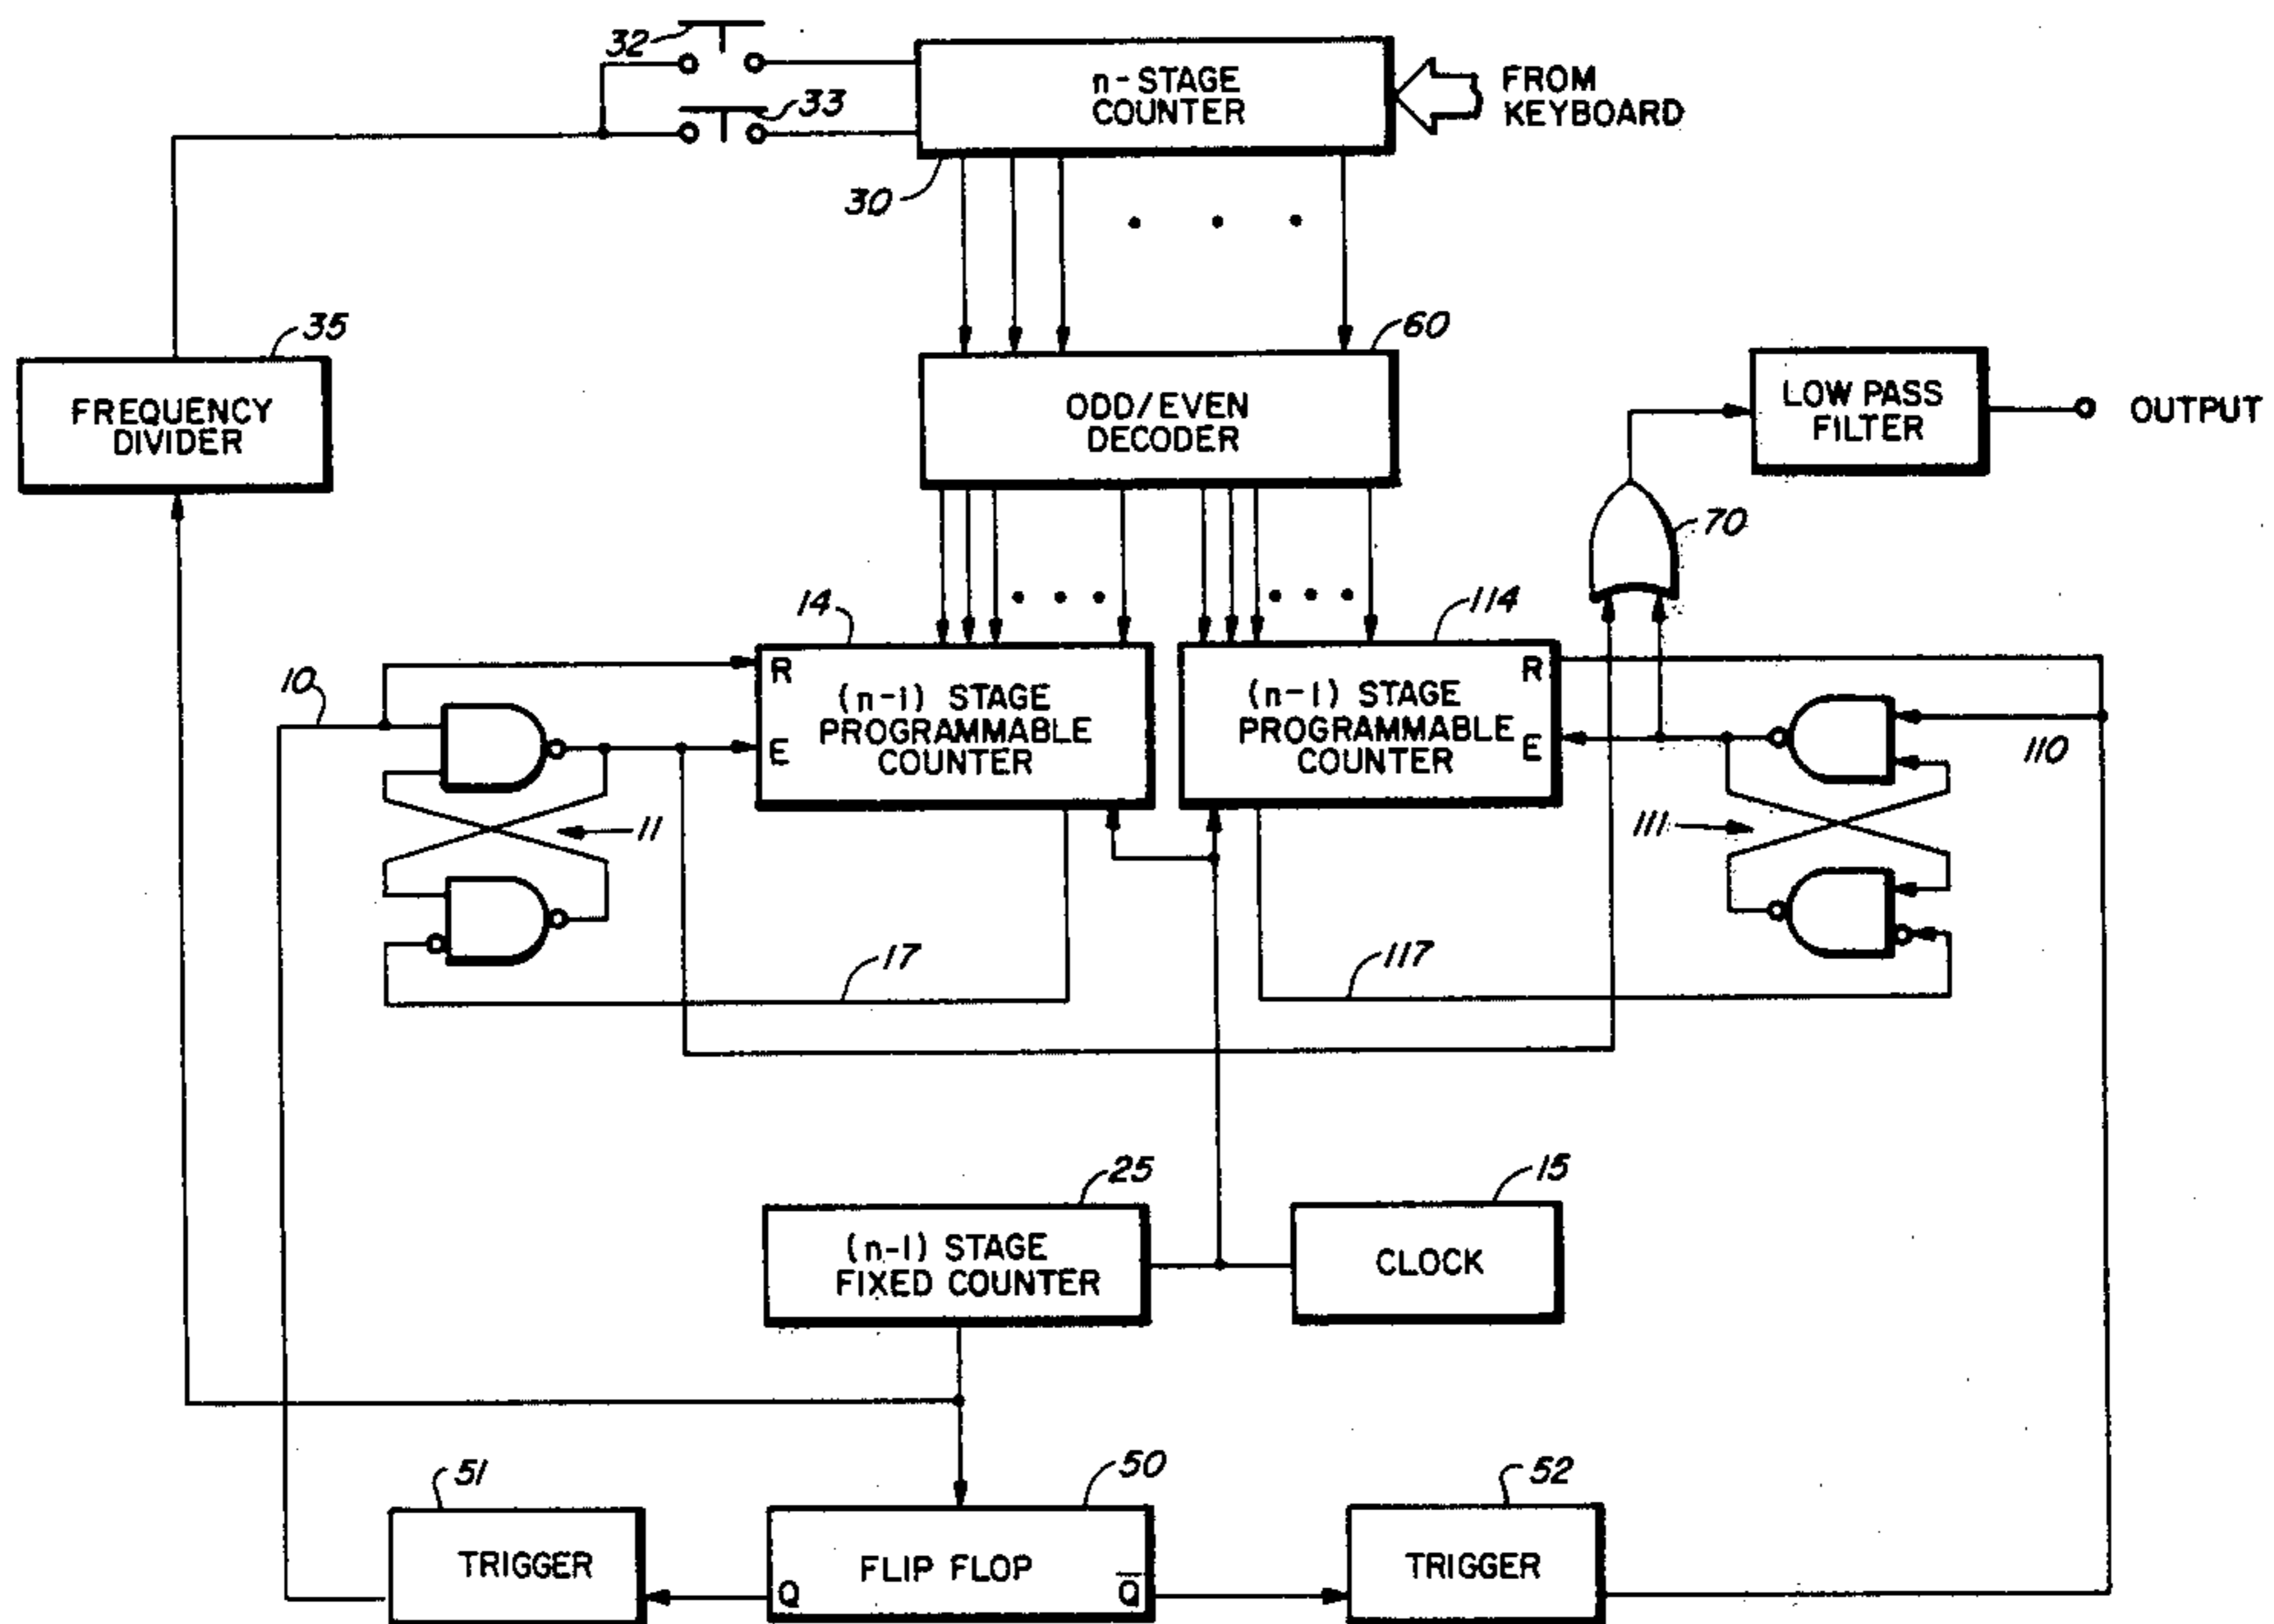 32
33
n-STAGE
COUNTER
FROM
KEYBOARD
30
35
FREQUENCY
DIVIDER
60
ODD/EVEN
DECODER
LOW PASS
FILTER
OUTPUT
70
14
114
10
R
(n-1) STAGE
PROGRAMMABLE
COUNTER
E
(n-1) STAGE
PROGRAMMABLE
COUNTER
R
E
110
11
111
17
117
25
(n-1) STAGE
FIXED COUNTER
15
CLOCK
51
TRIGGER
50
Q
FLIP FLOP
Q̅
52
TRIGGER